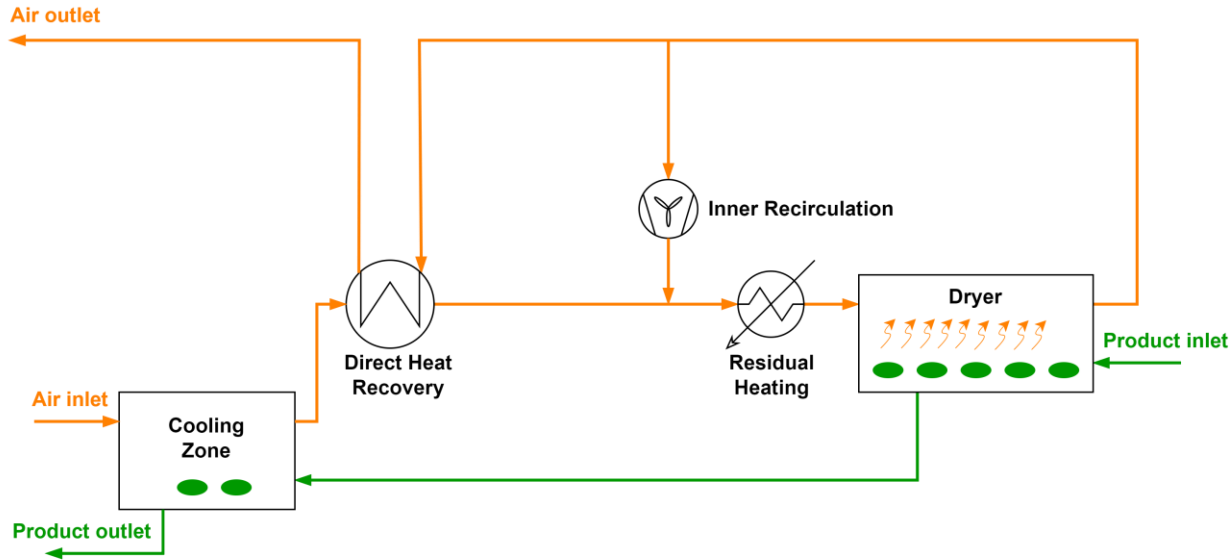 Air outlet
Inner Recirculation
Dryer
Direct Heat
Recovery
Residual
Heating
Product inlet
Air inlet
Cooling
Zone
Product outlet